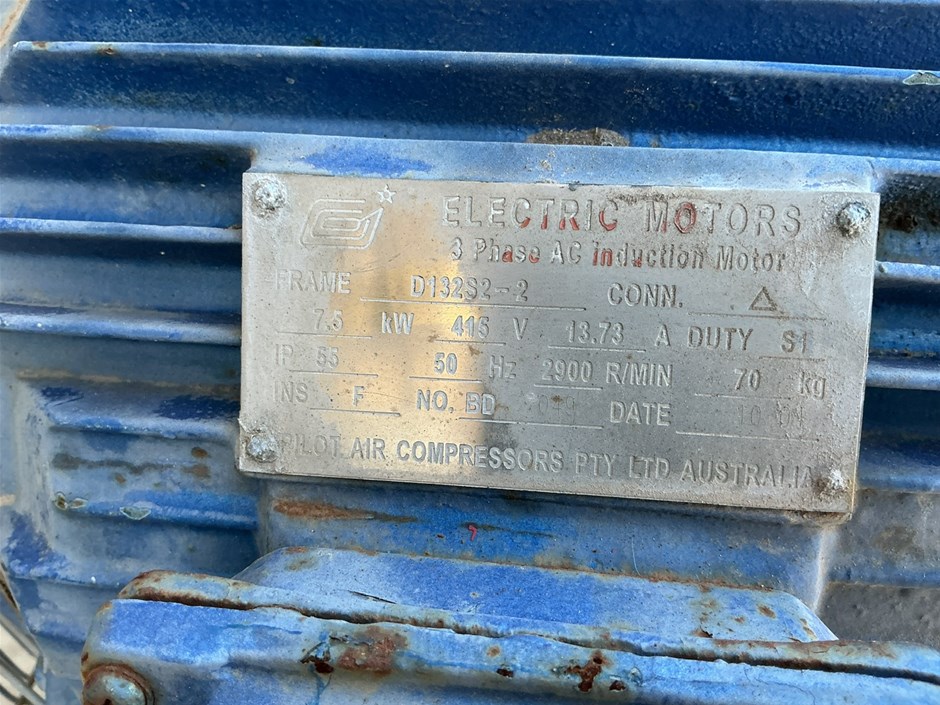 ELECTRIC MOTORS
3 Phase AC Induction Motor
FRAME D132S2-2 CONN. △
7.5 kW 415 V 13.73 A DUTY S1
IP 55 50 Hz 2900 R/MIN 70 kg
INS F NO. BD DATE 10
PILOT AIR COMPRESSORS PTY LTD AUSTRALIA